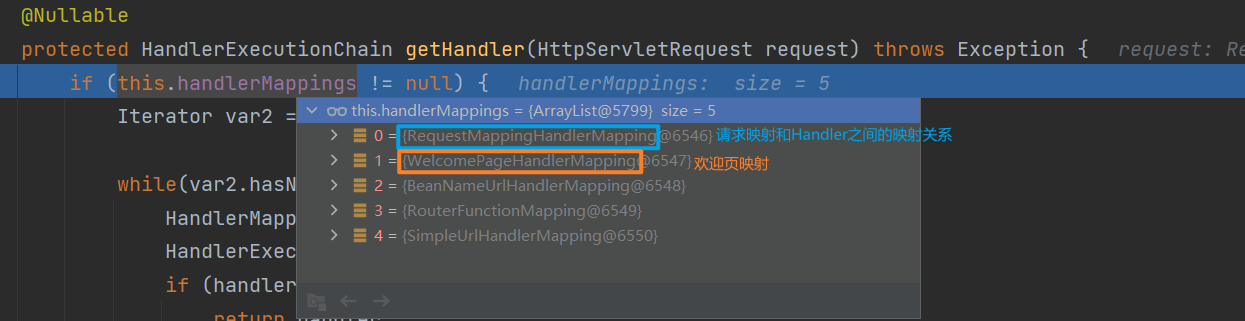 @Nullable
protected HandlerExecutionChain getHandler(HttpServletRequest request) throws Exception { request: Re
if (this.handlerMappings != null) { handlerMappings: size = 5
Iterator var2 =
this.handlerMappings = {ArrayList@5799} size = 5
0 = {RequestMappingHandlerMapping@6546} 请求映射和Handler之间的映射关系
1 = {WelcomePageHandlerMapping@6547} 欢迎页映射
2 = {BeanNameUrlHandlerMapping@6548}
3 = {RouterFunctionMapping@6549}
4 = {SimpleUrlHandlerMapping@6550}
while(var2.hasN
HandlerMapp
HandlerExec
if (handler
return handler